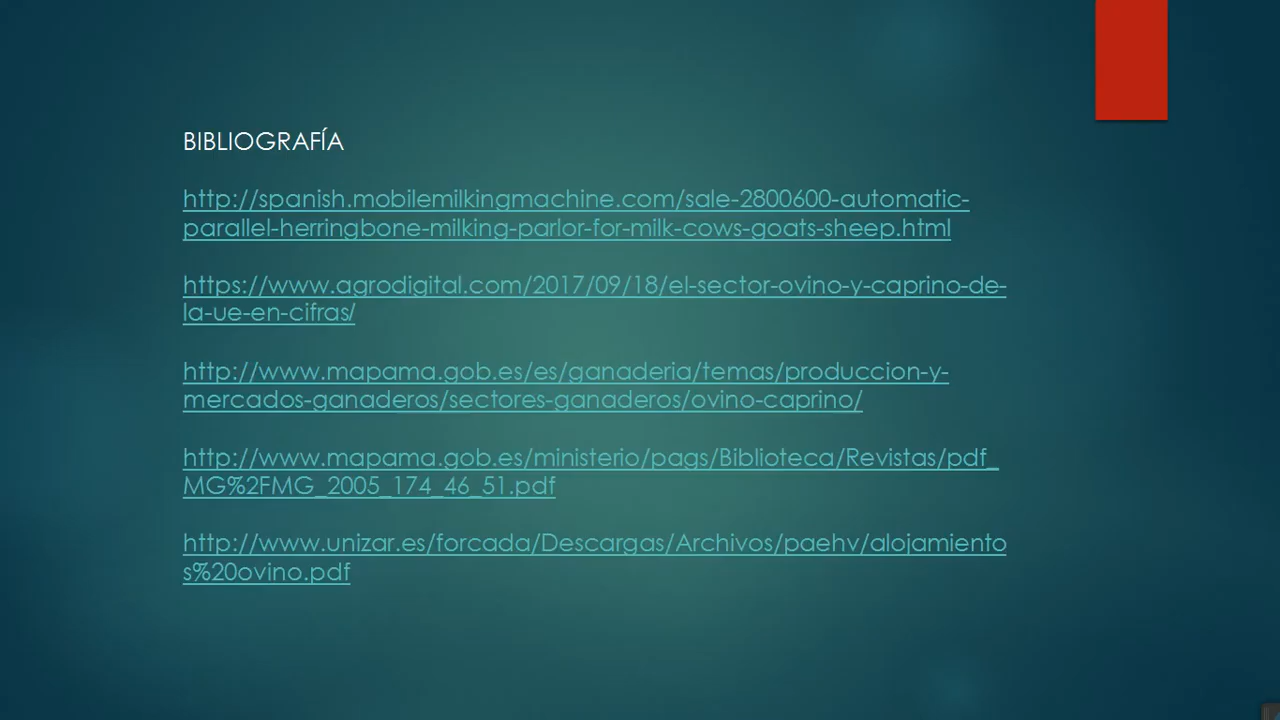 BIBLIOGRAFÍA
http://spanish.mobilemilkingmachine.com/sale-2800600-automatic-
parallel-herringbone-milking-parlor-for-milk-cows-goats-sheep.html
https://www.agrodigital.com/2017/09/18/el-sector-ovino-y-caprino-de-
la-ue-en-cifras/
http://www.mapama.gob.es/es/ganaderia/temas/produccion-y-
mercados-ganaderos/sectores-ganaderos/ovino-caprino/
http://www.mapama.gob.es/ministerio/pags/Biblioteca/Revistas/pdf_
MG%2FMG_2005_174_46_51.pdf
http://www.unizar.es/forcada/Descargas/Archivos/paehv/alojamiento
s%20ovino.pdf